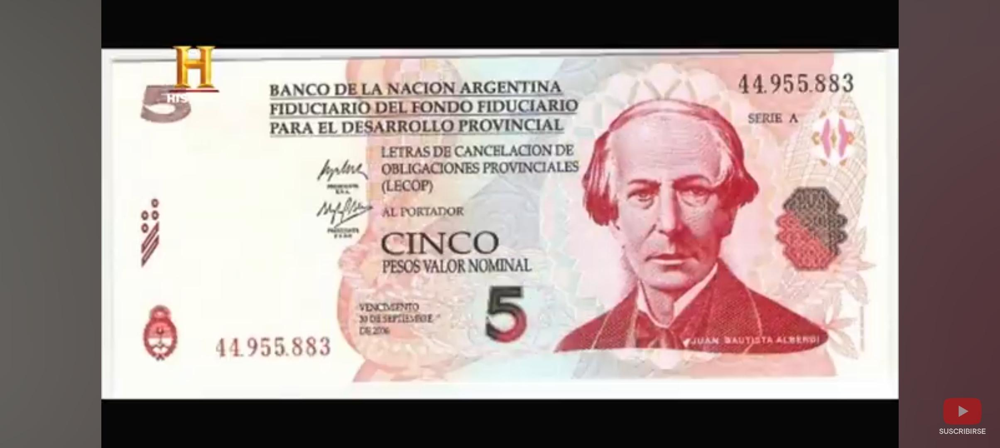 5
H
HIS
BANCO DE LA NACION ARGENTINA
FIDUCIARIO DEL FONDO FIDUCIARIO
PARA EL DESARROLLO PROVINCIAL
44.955.883
SERIE A
LETRAS DE CANCELACION DE
OBLIGACIONES PROVINCIALES
(LECOP)
AL PORTADOR
CINCO
PESOS VALOR NOMINAL
5
VENCIMIENTO
30 DE SEPTIEMBRE
DE 2006
44.955.883
JUAN BAUTISTA ALBERDI
SUSCRIBIRSE